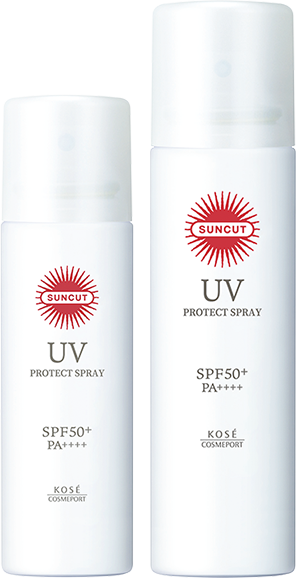 SUNCUT
UV
PROTECT SPRAY
SPF50+
PA++++
KOSÉ
COSMEPORT
SUNCUT
UV
PROTECT SPRAY
SPF50+
PA++++
KOSÉ
COSMEPORT